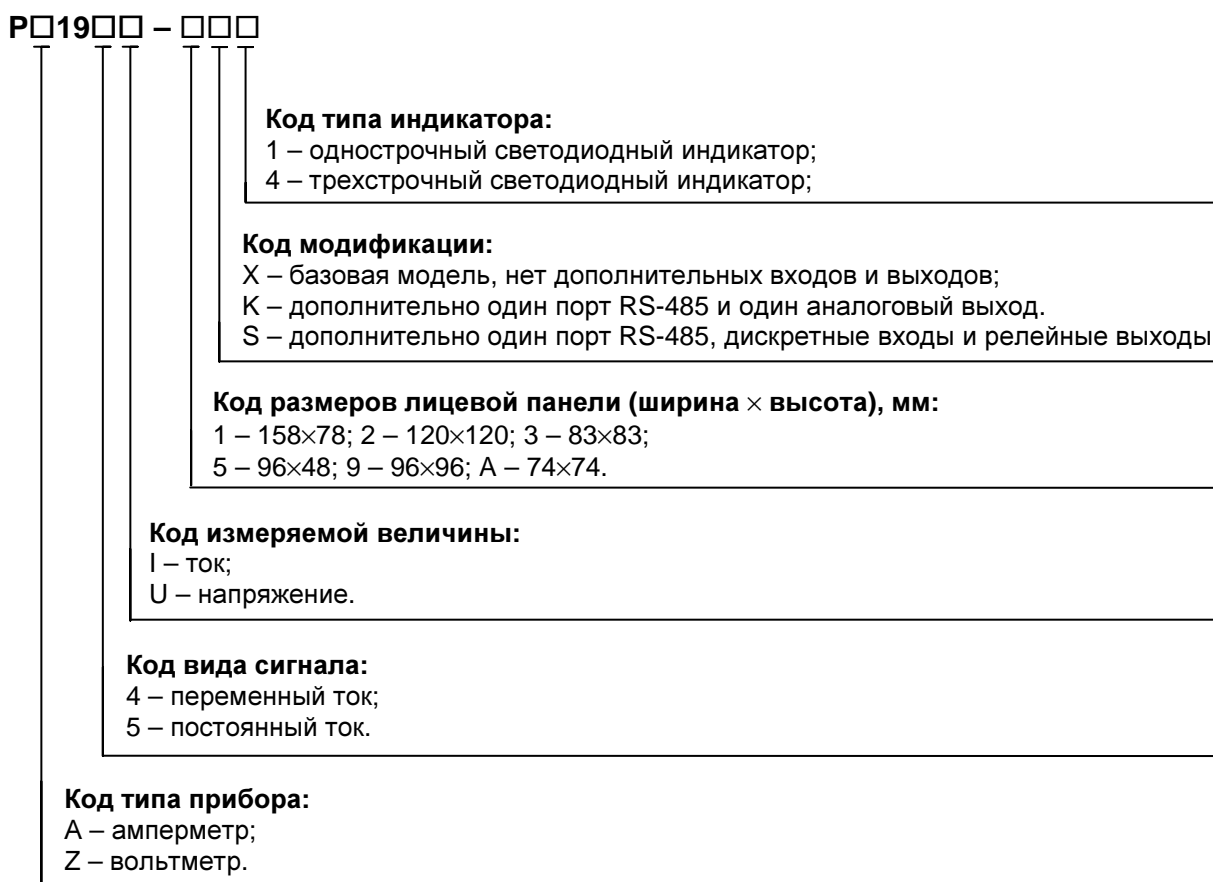 P□19□□ – □□□
Код типа индикатора:
1 – однострочный светодиодный индикатор;
4 – трехстрочный светодиодный индикатор;
Код модификации:
X – базовая модель, нет дополнительных входов и выходов;
K – дополнительно один порт RS-485 и один аналоговый выход.
S – дополнительно один порт RS-485, дискретные входы и релейные выходы
Код размеров лицевой панели (ширина × высота), мм:
1 – 158×78; 2 – 120×120; 3 – 83×83;
5 – 96×48; 9 – 96×96; A – 74×74.
Код измеряемой величины:
I – ток;
U – напряжение.
Код вида сигнала:
4 – переменный ток;
5 – постоянный ток.
Код типа прибора:
A – амперметр;
Z – вольтметр.